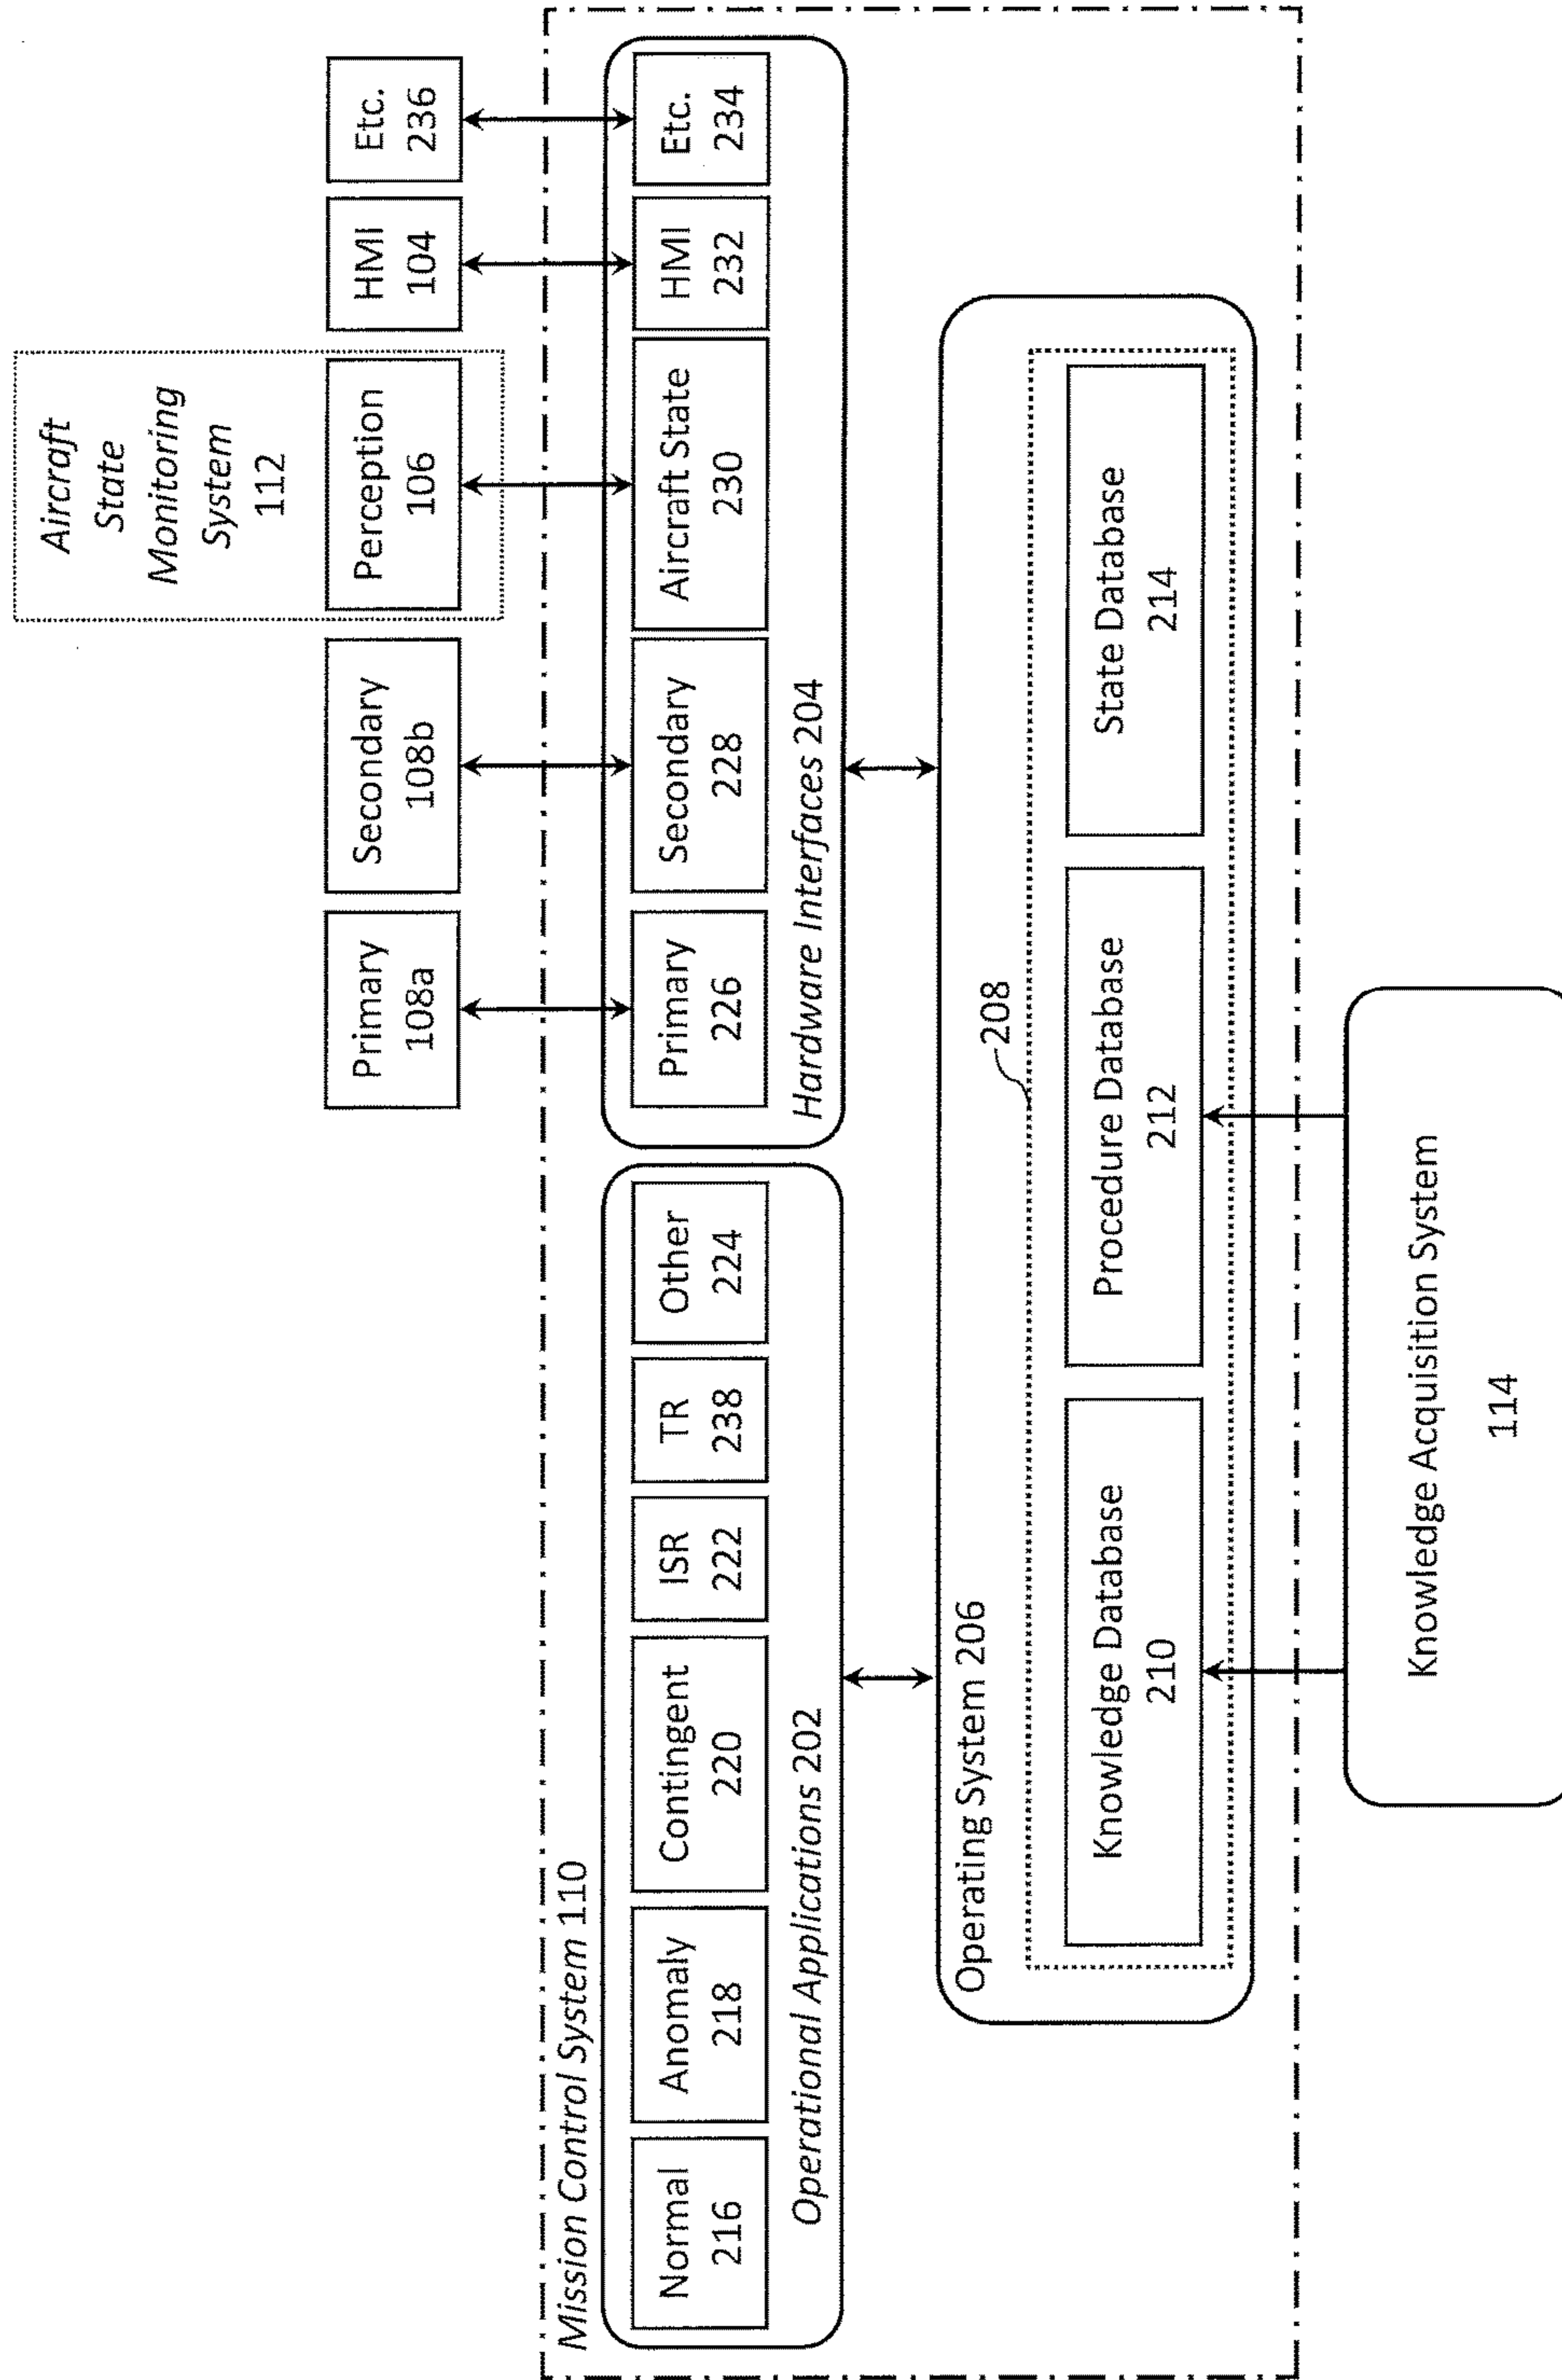 Aircraft
State
Monitoring
System
112
Primary
108a
Secondary
108b
Perception
106
HMI
104
Etc.
236
Mission Control System 110
Normal
216
Anomaly
218
Contingent
220
ISR
222
TR
238
Other
224
Operational Applications 202
Primary
226
Secondary
228
Aircraft State
230
HMI
232
Etc.
234
Hardware Interfaces 204
Operating System 206
208
Knowledge Database
210
Procedure Database
212
State Database
214
Knowledge Acquisition System
114